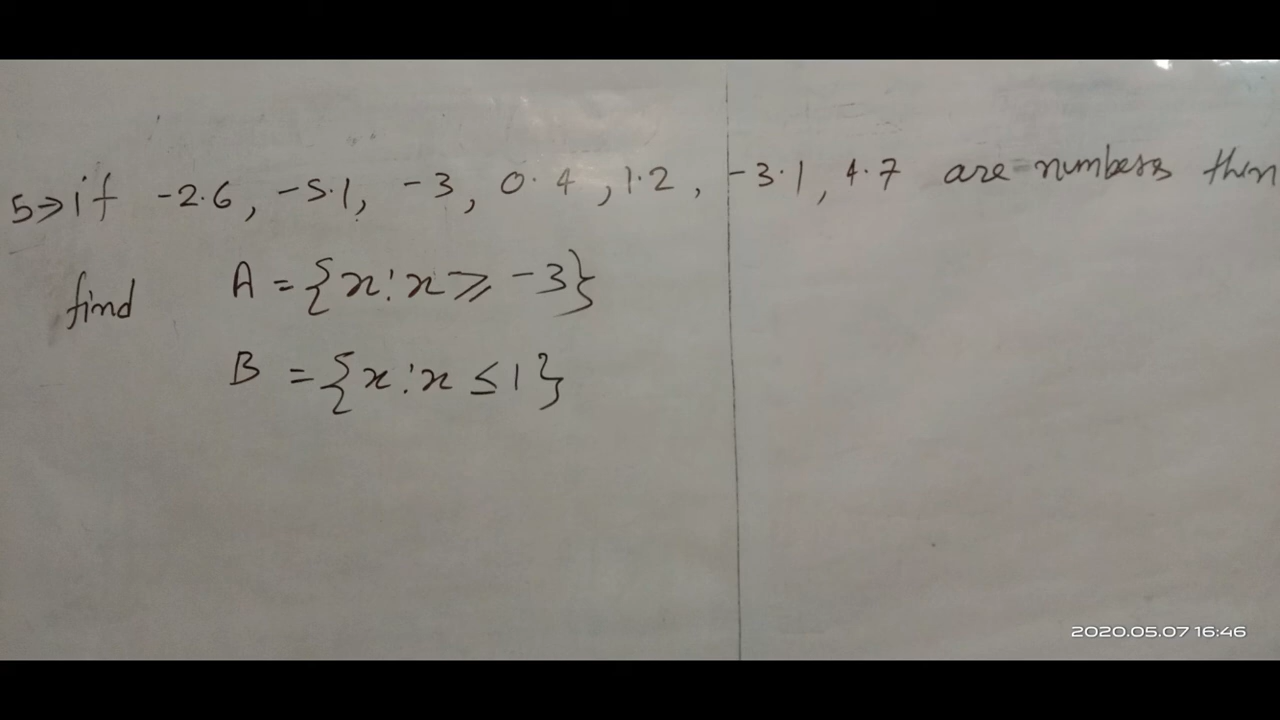 5⇒ if -2.6, -5.1, -3, 0.4, 1.2, -3.1, 4.7 are numbers then
find A = {x : x ≥ -3}
B = {x : x ≤ 1}
2020.05.07 16:46